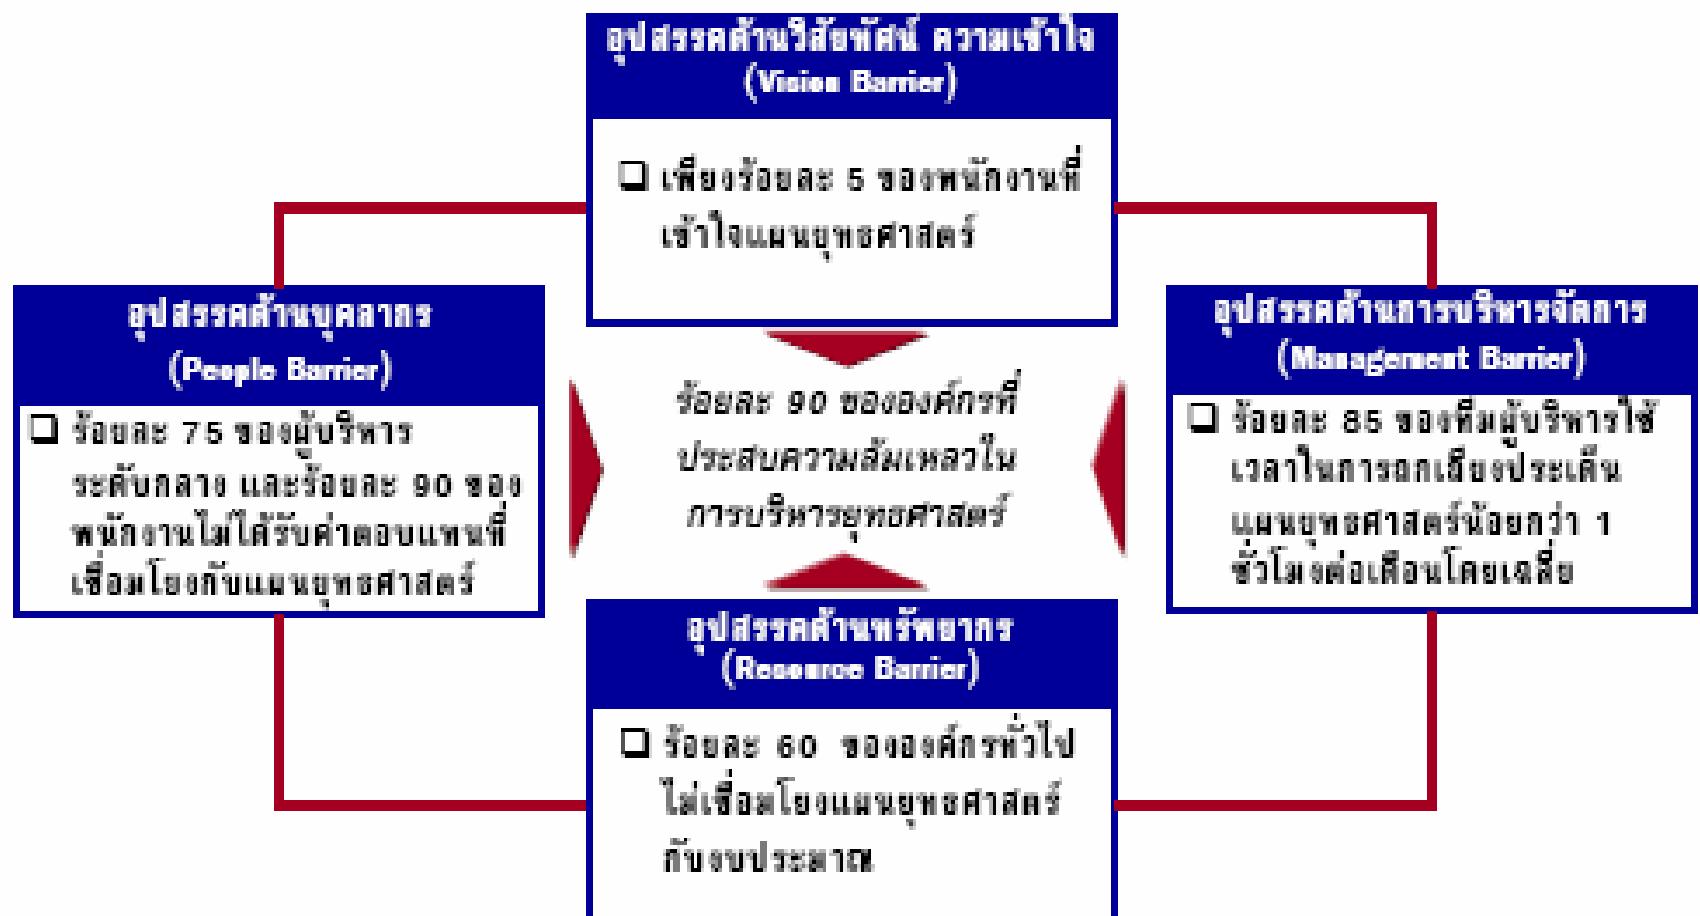 อุปสรรคด้านวิสัยทัศน์ ความเข้าใจ
(Vision Barrier)
❑ เพียงร้อยละ 5 ของพนักงานที่
เข้าใจแผนยุทธศาสตร์
อุปสรรคด้านบุคลากร
(People Barrier)
❑ ร้อยละ 75 ของผู้บริหาร
ระดับกลาง และร้อยละ 90 ของ
พนักงานไม่ได้รับค่าตอบแทนที่
เชื่อมโยงกับแผนยุทธศาสตร์
ร้อยละ 90 ขององค์กรที่
ประสบความล้มเหลวใน
การบริหารยุทธศาสตร์
อุปสรรคด้านการบริหารจัดการ
(Management Barrier)
❑ ร้อยละ 85 ของทีมผู้บริหารใช้
เวลาในการถกเถียงประเด็น
แผนยุทธศาสตร์น้อยกว่า 1
ชั่วโมงต่อเดือนโดยเฉลี่ย
อุปสรรคด้านทรัพยากร
(Resource Barrier)
❑ ร้อยละ 60 ขององค์กรทั่วไป
ไม่เชื่อมโยงแผนยุทธศาสตร์
กับงบประมาณ